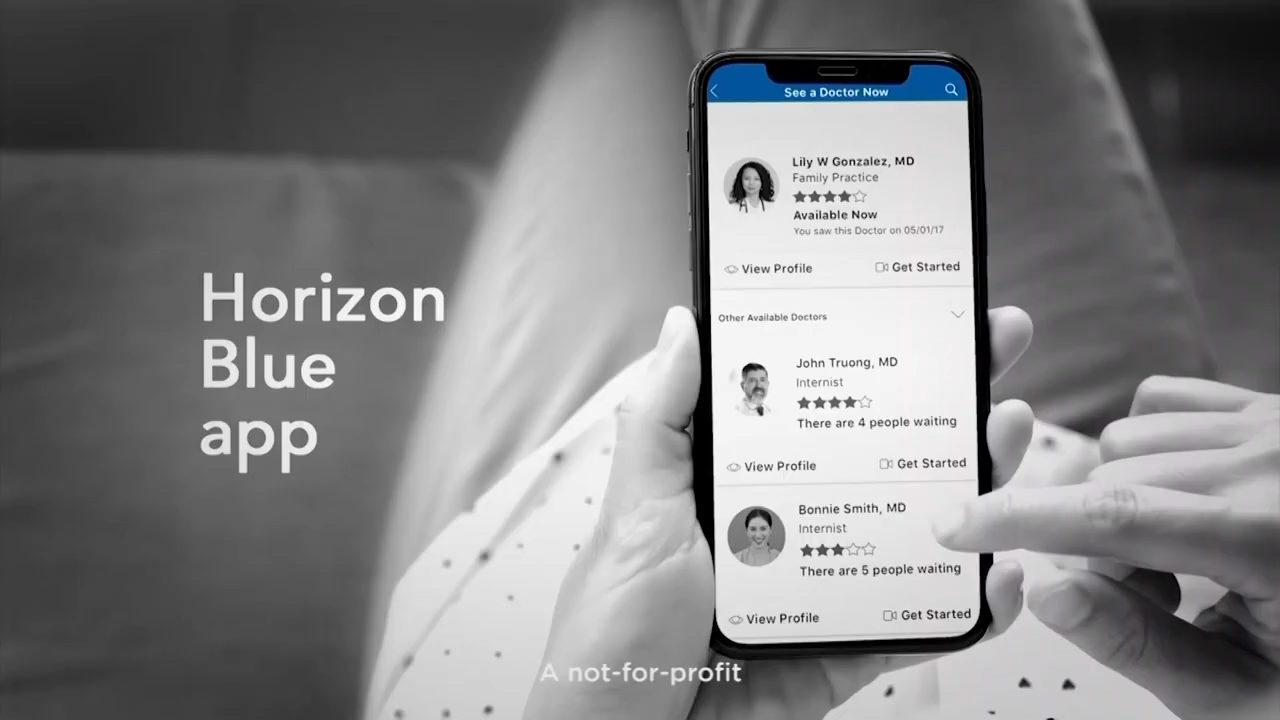 Horizon
Blue
app
See a Doctor Now
Lily W Gonzalez, MD
Family Practice
Available Now
You saw this Doctor on 05/01/17
View Profile
Get Started
Other Available Doctors
John Truong, MD
Internist
There are 4 people waiting
View Profile
Get Started
Bonnie Smith, MD
Internist
There are 5 people waiting
View Profile
Get Started
A not-for-profit